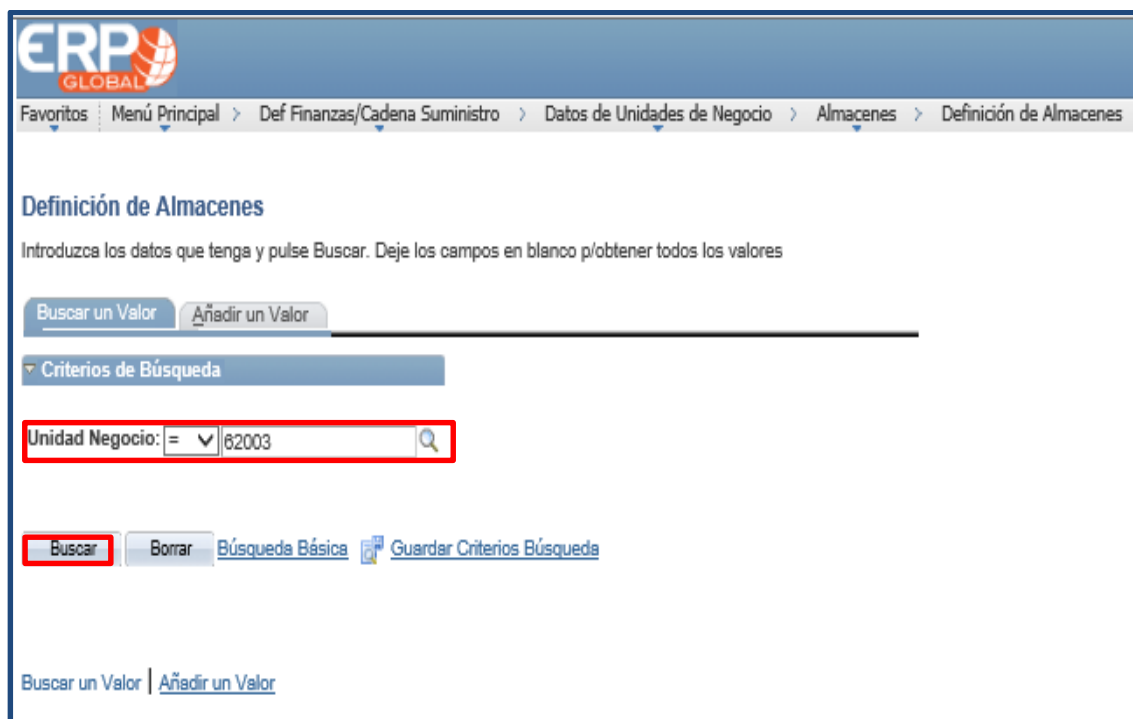 ERP
GLOBAL
Favoritos Menú Principal > Def Finanzas/Cadena Suministro > Datos de Unidades de Negocio > Almacenes > Definición de Almacenes
Definición de Almacenes
Introduzca los datos que tenga y pulse Buscar. Deje los campos en blanco p/obtener todos los valores
Buscar un Valor Añadir un Valor
Criterios de Búsqueda
Unidad Negocio: = 62003
Buscar Borrar Búsqueda Básica Guardar Criterios Búsqueda
Buscar un Valor | Añadir un Valor